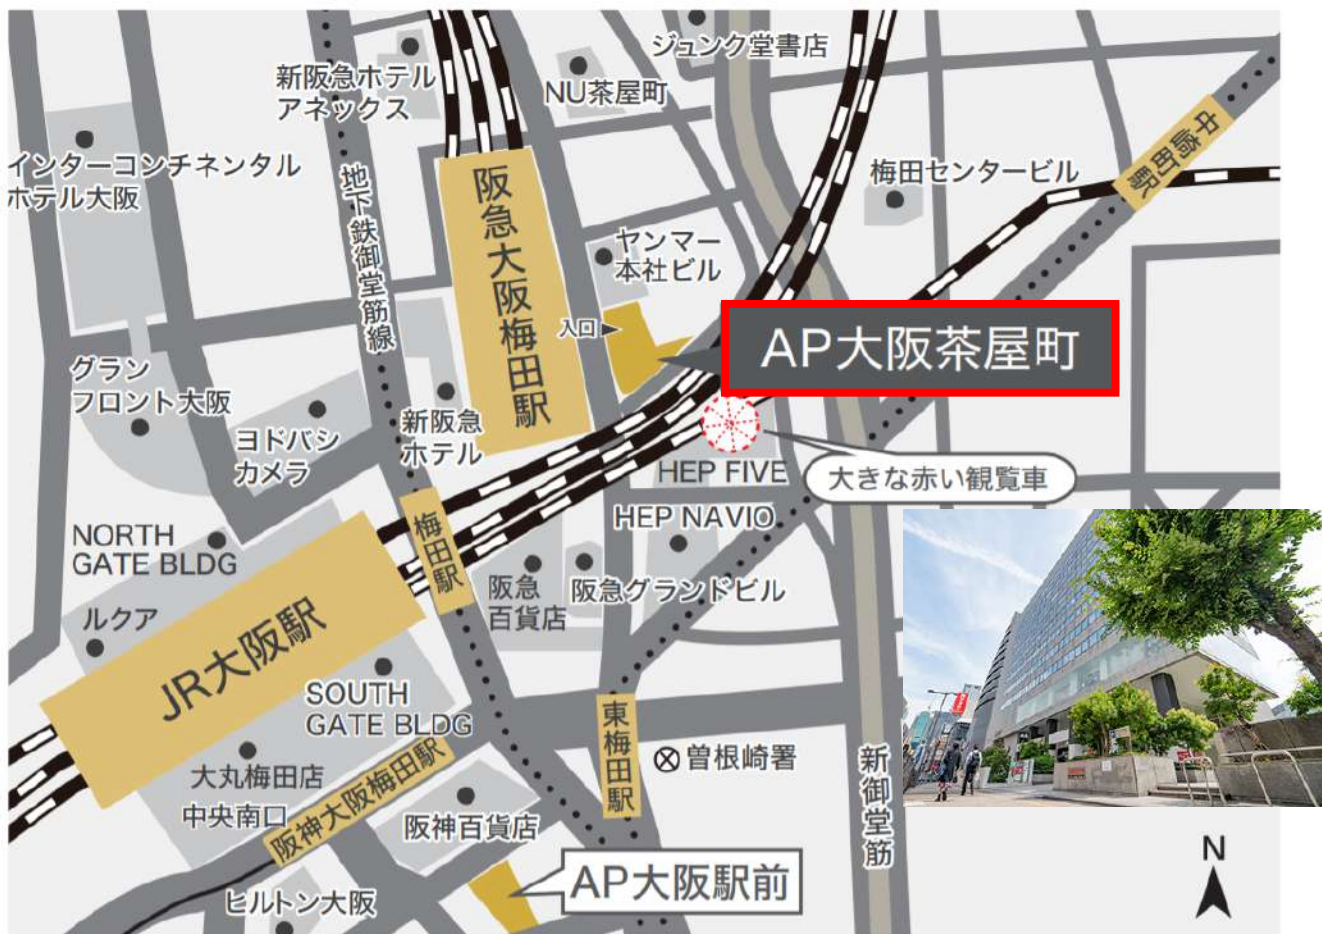 ジュンク堂書店
新阪急ホテル
アネックス
NU茶屋町
インターコンチネンタル
ホテル大阪
地下鉄御堂筋線
阪急大阪梅田駅
梅田センタービル
中崎町駅
ヤンマー
本社ビル
入口
AP大阪茶屋町
グラン
フロント大阪
ヨドバシ
カメラ
新阪急
ホテル
HEP FIVE
大きな赤い観覧車
HEP NAVIO
NORTH
GATE BLDG
梅田駅
阪急
百貨店
阪急グランドビル
ルクア
JR大阪駅
SOUTH
GATE BLDG
東梅田駅
曽根崎署
新御堂筋
大丸梅田店
中央南口
阪神大阪梅田駅
阪神百貨店
AP大阪駅前
ヒルトン大阪
N